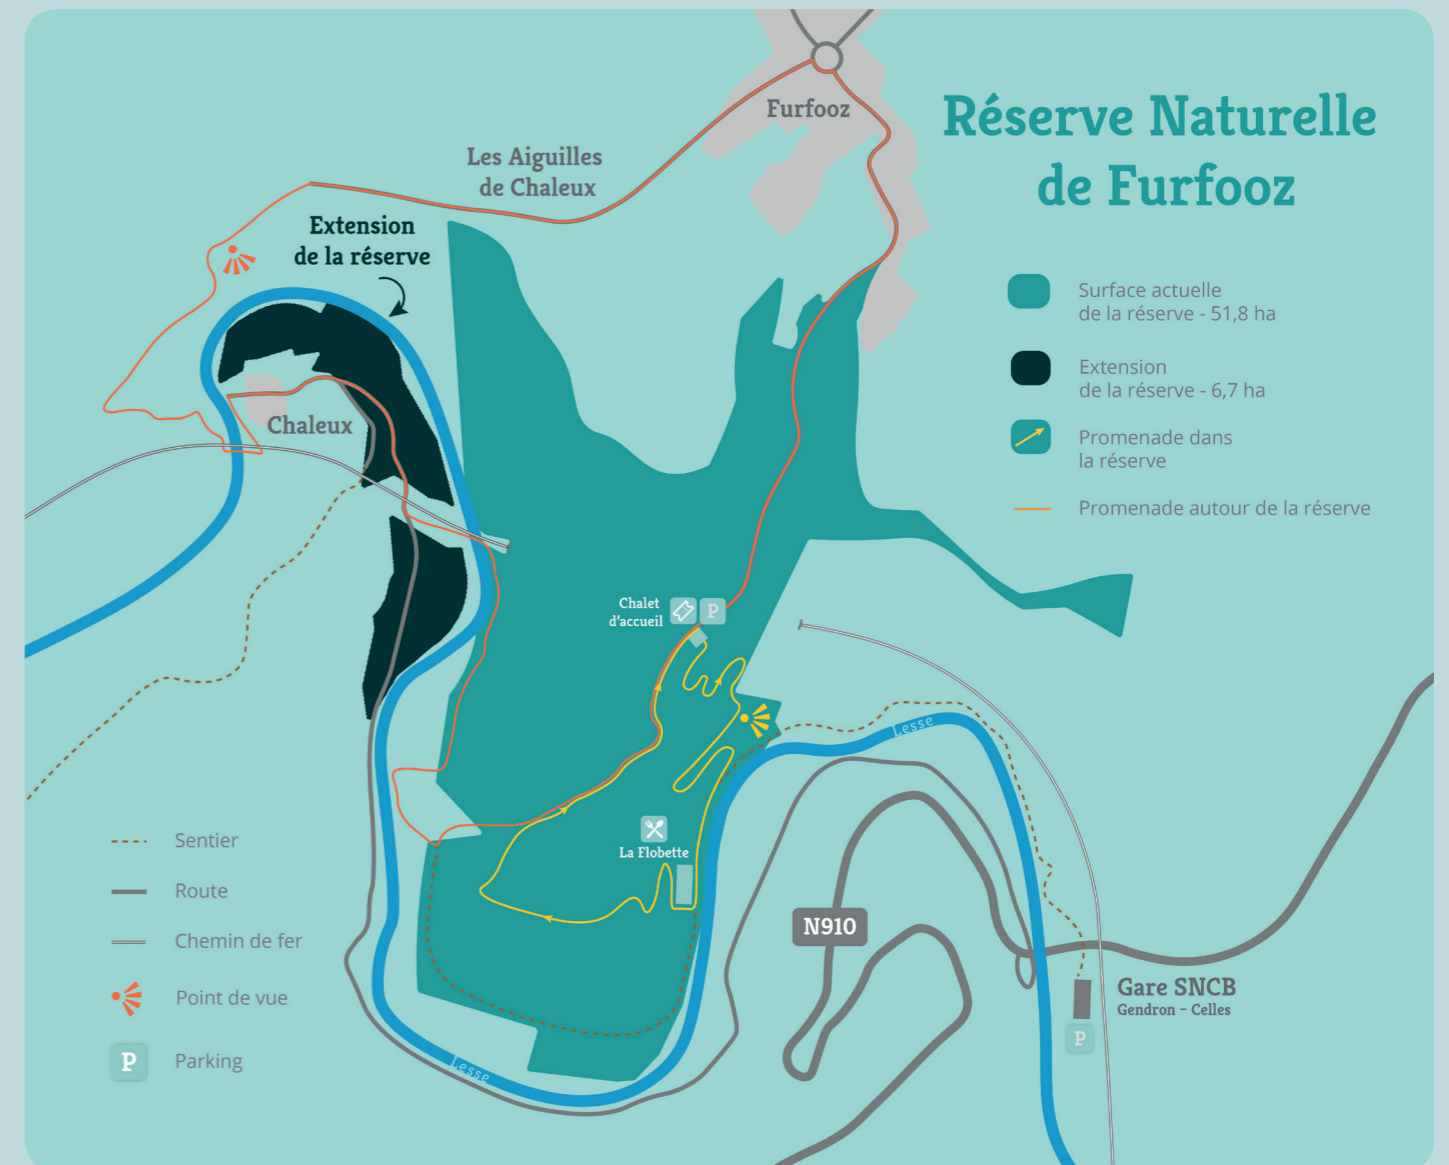 Furfooz
Réserve Naturelle
de Furfooz
Les Aiguilles
de Chaleux
Extension
de la réserve
Surface actuelle
de la réserve - 51,8 ha
Extension
de la réserve - 6,7 ha
Chaleux
Promenade dans
la réserve
Promenade autour de la réserve
Chalet
d'accueil
P
Lesse
Sentier
La Flobette
Route
N910
Chemin de fer
Gare SNCB
Gendron - Celles
Point de vue
P
P
Parking
Lesse